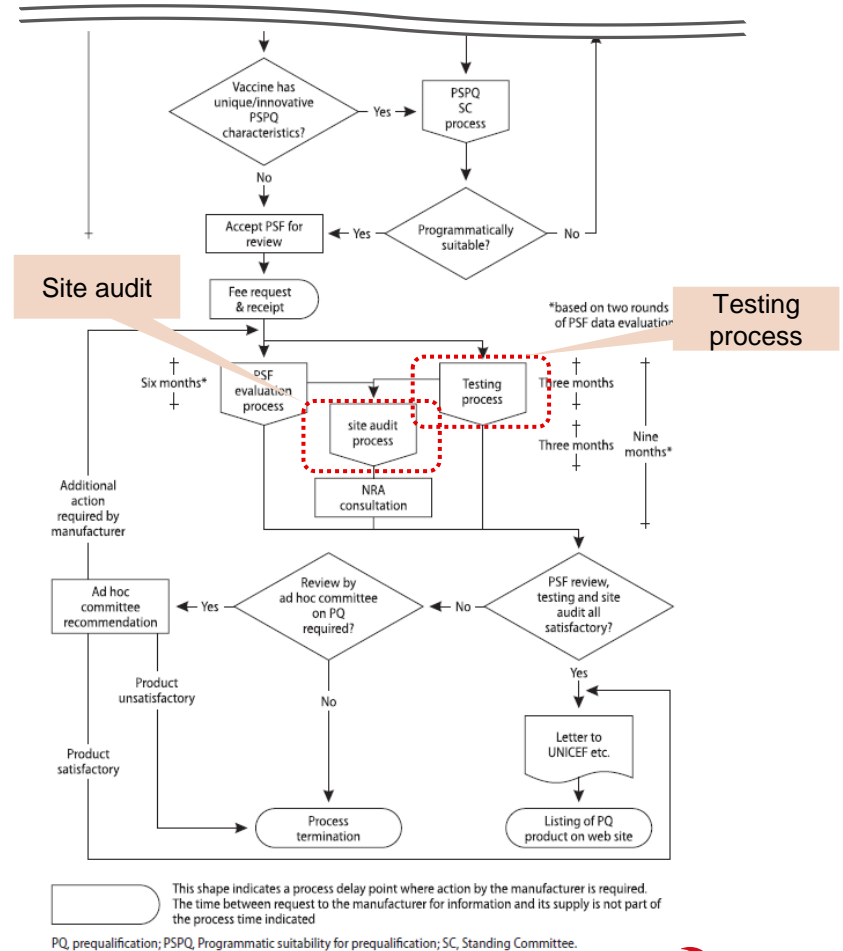 Vaccine has
unique/innovative
PSPQ
characteristics?
Yes
PSPQ
SC
process
No
Accept PSF for
review
Yes
Programmatically
suitable?
No
Site audit
Fee request
& receipt
*based on two rounds
of PSF data evaluation
Testing
process
Six months*
PSF
evaluation
process
Testing
process
Three months
site audit
process
Three months
Nine
months*
NRA
consultation
Additional
action
required by
manufacturer
Ad hoc
committee
recommendation
Yes
Review by
ad hoc committee
on PQ
required?
No
PSF review,
testing and site
audit all
satisfactory?
Product
unsatisfactory
No
Yes
Product
satisfactory
Letter to
UNICEF etc.
Process
termination
Listing of PQ
product on web site
This shape indicates a process delay point where action by the manufacturer is required.
The time between request to the manufacturer for information and its supply is not part of
the process time indicated
PQ, prequalification; PSPQ, Programmatic suitability for prequalification; SC, Standing Committee.